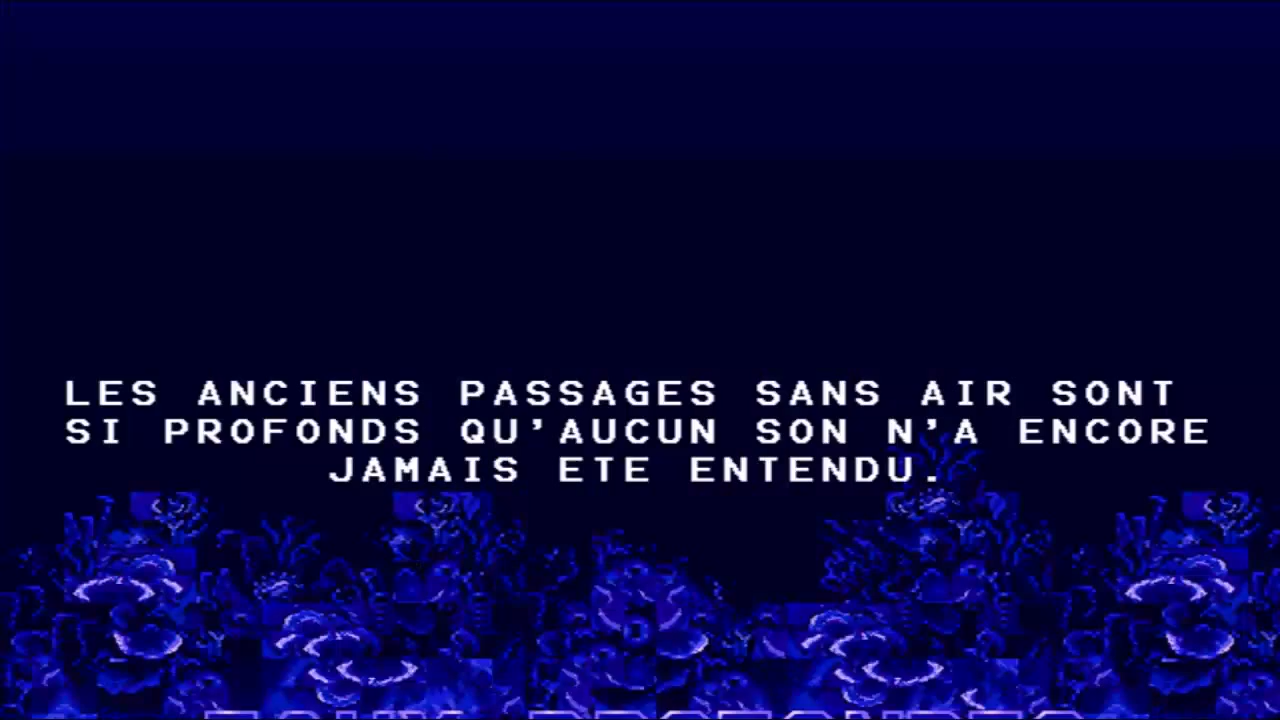 LES ANCIENS PASSAGES SANS AIR SONT
SI PROFONDS QU'AUCUN SON N'A ENCORE
JAMAIS ETE ENTENDU.